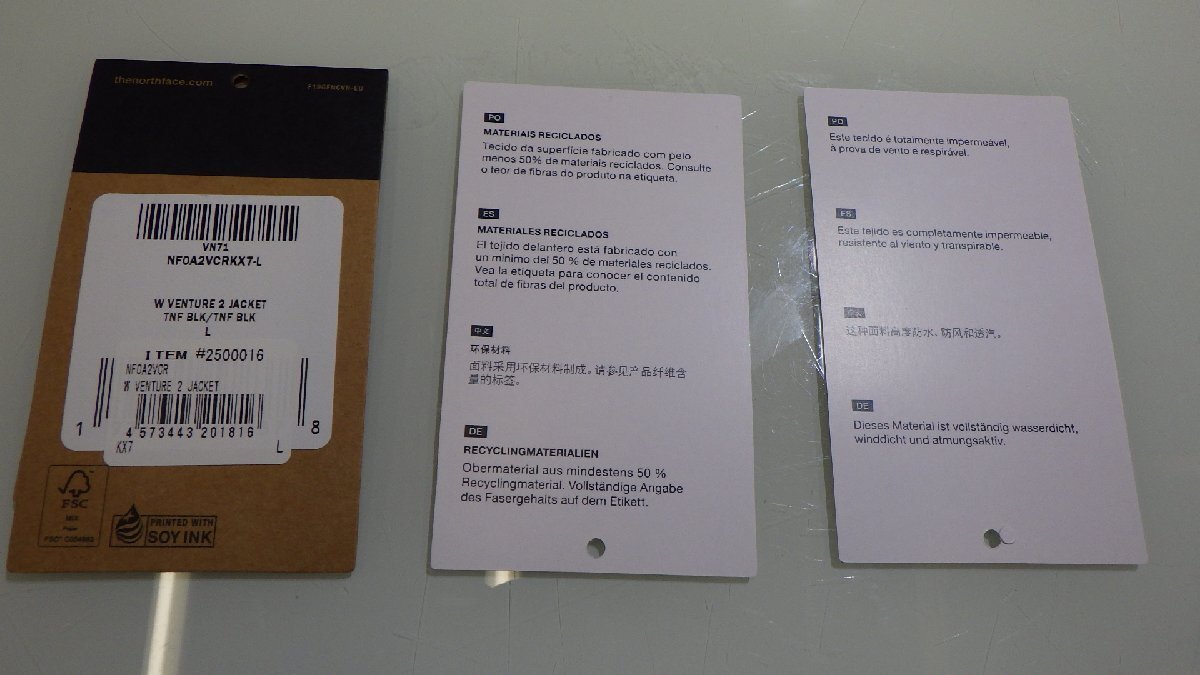 thenorthface.com
VN71
NF0A2VCRKX7-L
W VENTURE 2 JACKET
TNF BLK/TNF BLK
L
ITEM #2500016
NF0A2VCR
W VENTURE 2 JACKET
1 8
4 573443 201816
KX7 L
FSC
MIX
Paper
PRINTED WITH
SOY INK
PO
MATERIAIS RECICLADOS
Tecido da superfície fabricado com pelo
menos 50% de materiais reciclados. Consulte
o teor de fibras do produto na etiqueta.
ES
MATERIALES RECICLADOS
El tejido delantero está fabricado con
un mínimo del 50 % de materiales reciclados.
Vea la etiqueta para conocer el contenido
total de fibras del producto.
中文
环保材料
面料采用环保材料制成。请参见产品纤维含
量的标签。
DE
RECYCLINGMATERIALIEN
Obermaterial aus mindestens 50 %
Recyclingmaterial. Vollständige Angabe
des Fasergehalts auf dem Etikett.
PO
Este tecido é totalmente impermeável,
à prova de vento e respirável.
ES
Este tejido es completamente impermeable,
resistente al viento y transpirable.
中文
这种面料高度防水、防风和透汽。
DE
Dieses Material ist vollständig wasserdicht,
winddicht und atmungsaktiv.